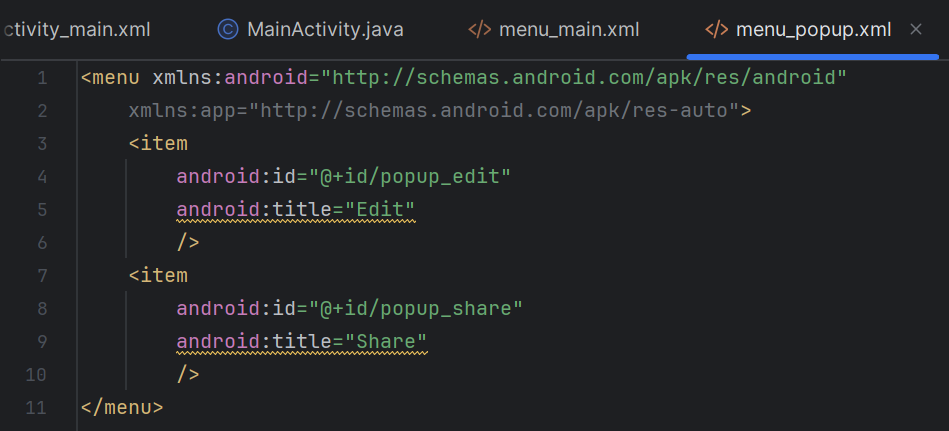 ctivity_main.xml
MainActivity.java
menu_main.xml
menu_popup.xml
1 <menu xmlns:android="http://schemas.android.com/apk/res/android"
2 xmlns:app="http://schemas.android.com/apk/res-auto">
3 <item
4 android:id="@+id/popup_edit"
5 android:title="Edit"
6 />
7 <item
8 android:id="@+id/popup_share"
9 android:title="Share"
10 />
11 </menu>